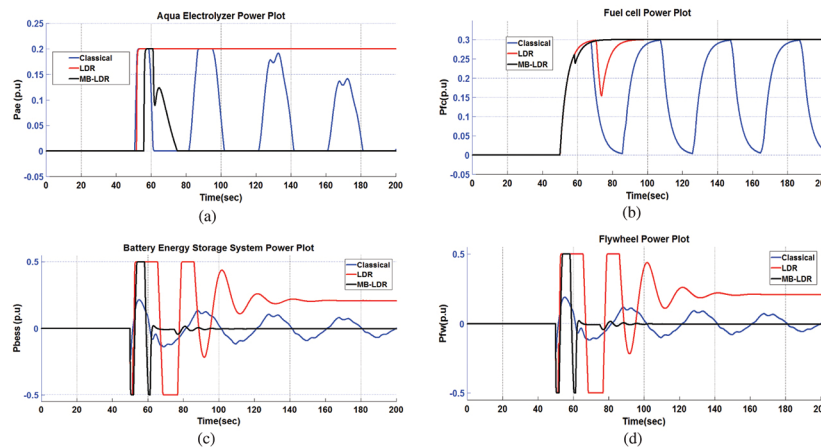 Aqua Electrolyzer Power Plot
0.25
0.2
0.15
0.1
0.05
0
-0.05
Pae (p.u)
Classical
LDR
MB-LDR
0 20 40 60 80 100 120 140 160 180 200
Time(sec)
(a)
Fuel cell Power Plot
0.4
0.3
0.25
0.2
0.15
0.1
0.05
0
-0.05
Pfc(p.u)
Classical
LDR
MB-LDR
0 20 40 60 80 100 120 140 160 180 200
Time(sec)
(b)
Battery Energy Storage System Power Plot
0.5
0
-0.5
Pbess(p.u)
Classical
LDR
MB-LDR
0 20 40 60 80 100 120 140 160 180 200
Time(sec)
(c)
Flywheel Power Plot
0.5
0
-0.5
Pfw(p.u)
Classical
LDR
MB-LDR
0 20 40 60 80 100 120 140 160 180 200
Time(sec)
(d)